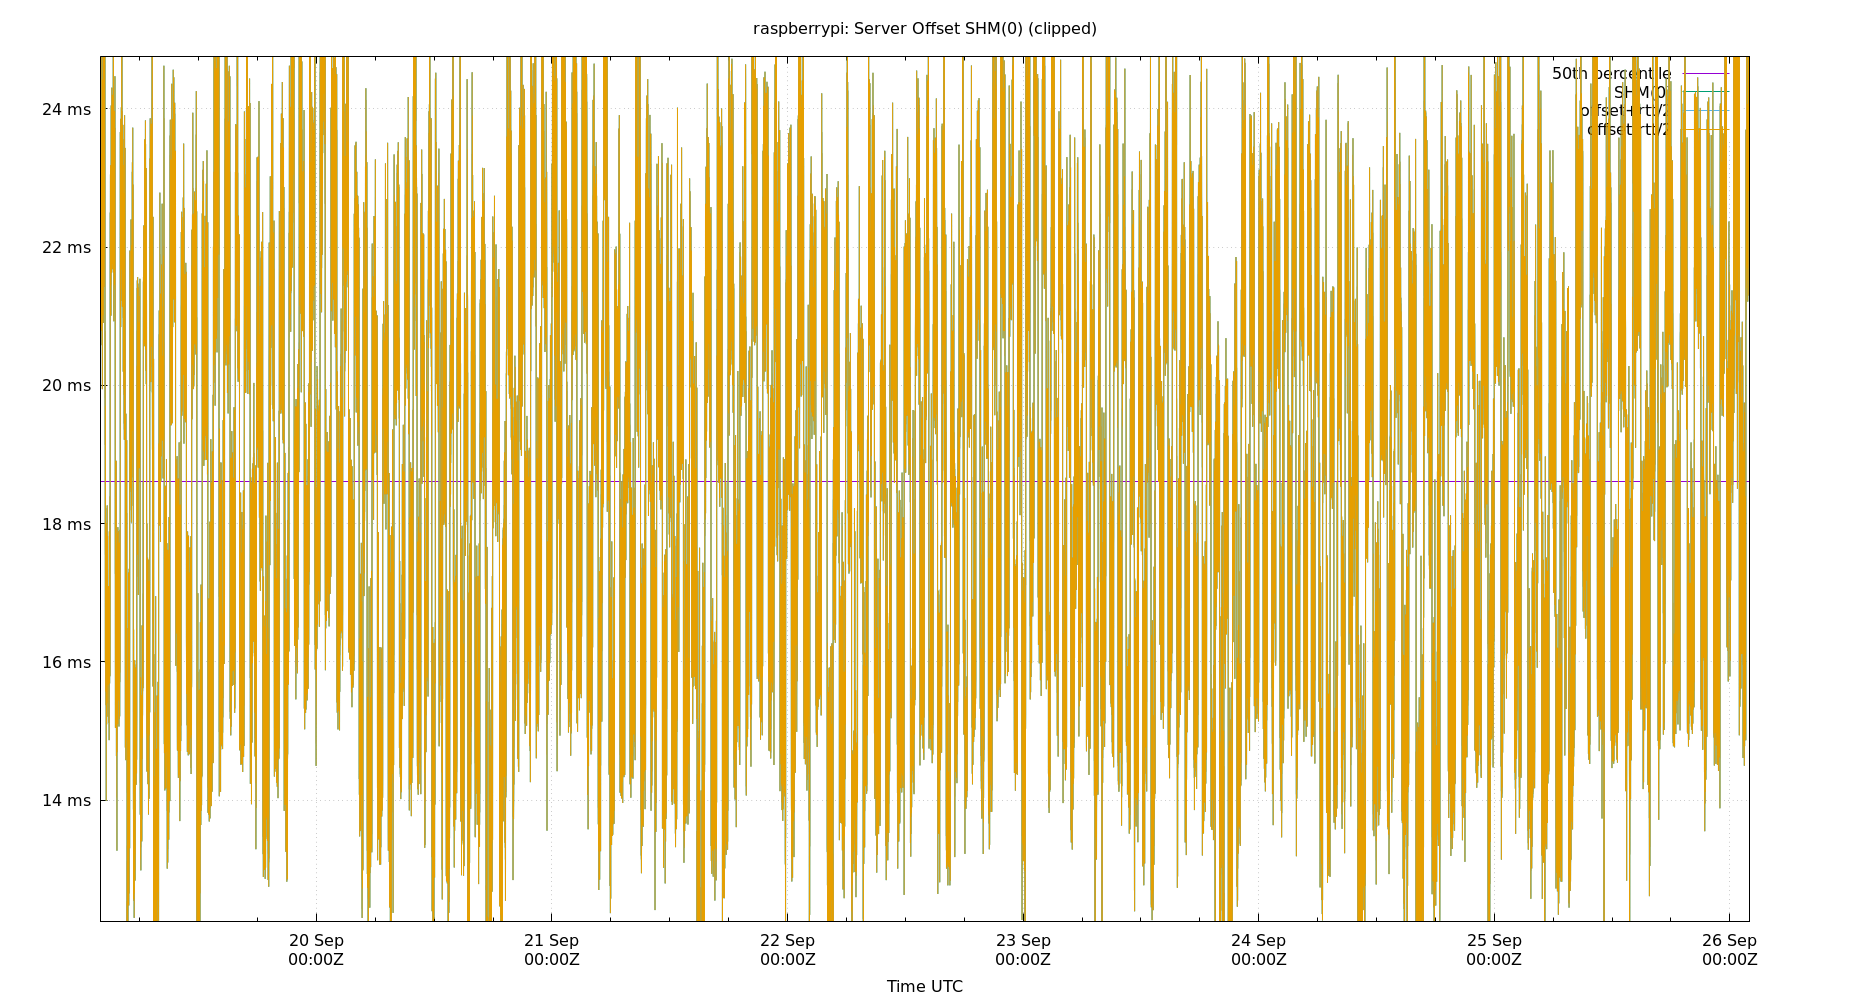 raspberrypi: Server Offset SHM(0) (clipped)
50th percentile
SHM(0)
offset+rtt/2
offset-rtt/2
24 ms
22 ms
20 ms
18 ms
16 ms
14 ms
20 Sep 21 Sep 22 Sep 23 Sep 24 Sep 25 Sep 26 Sep
00:00Z 00:00Z 00:00Z 00:00Z 00:00Z 00:00Z 00:00Z
Time UTC